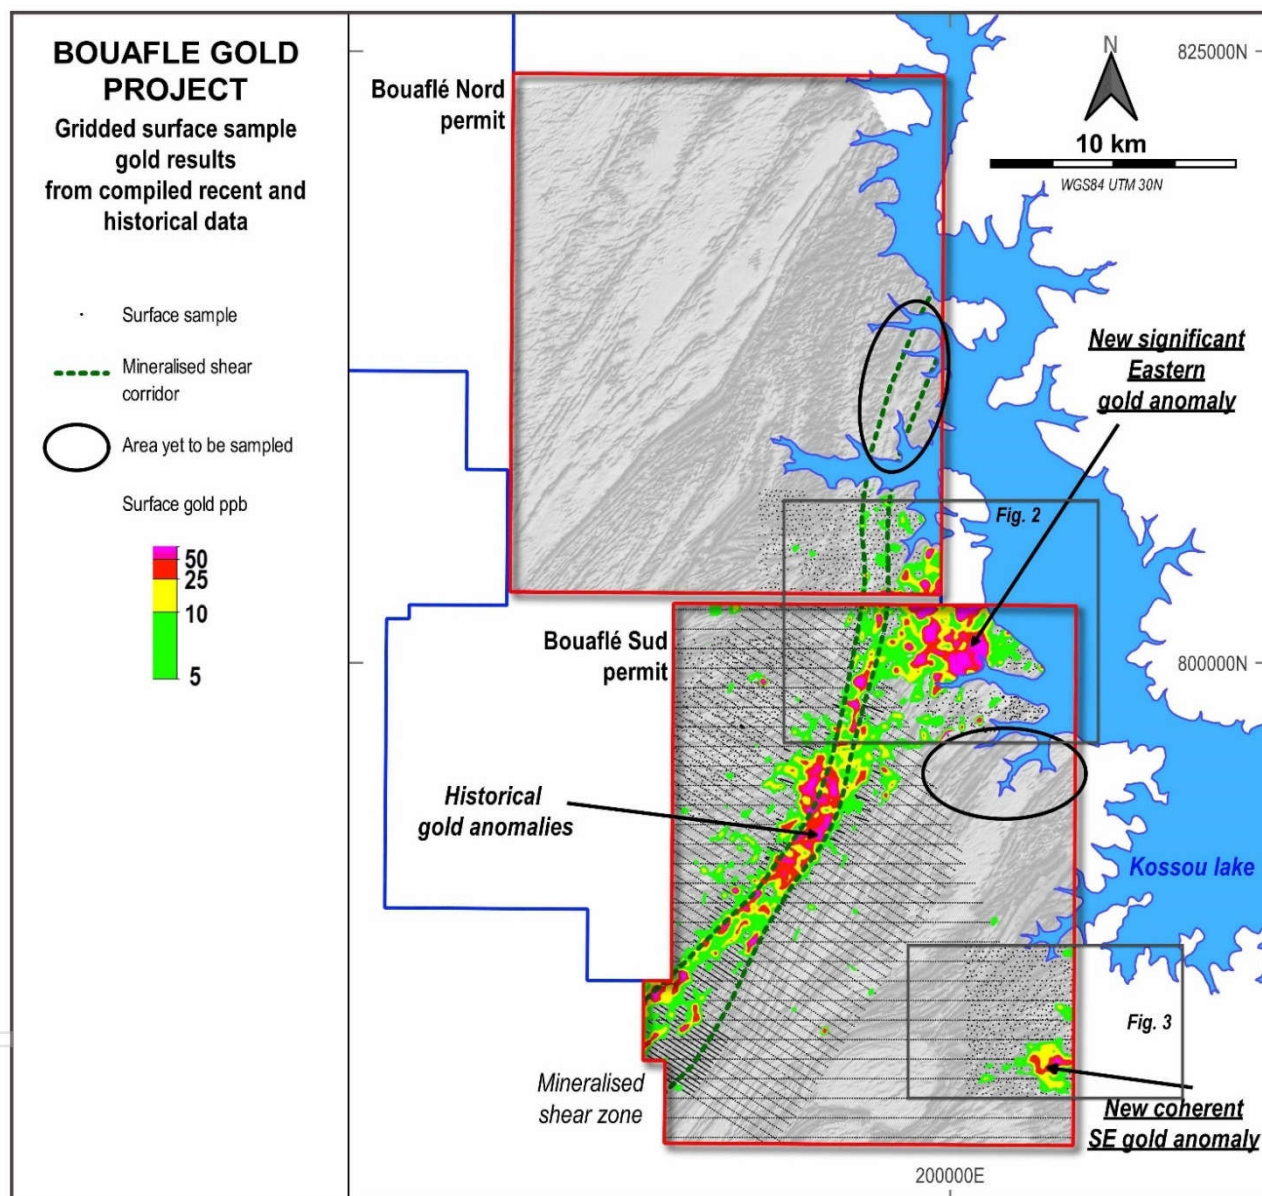 BOUAFLE GOLD
PROJECT
Gridded surface sample
gold results
from compiled recent and
historical data
Surface sample
Mineralised shear
corridor
Area yet to be sampled
Surface gold ppb
50
25
10
5
Bouaflé Nord
permit
N
825000N
10 km
WGS84 UTM 30N
New significant
Eastern
gold anomaly
Fig. 2
Bouaflé Sud
permit
800000N
Historical
gold anomalies
Kossou lake
Fig. 3
Mineralised
shear zone
New coherent
SE gold anomaly
200000E